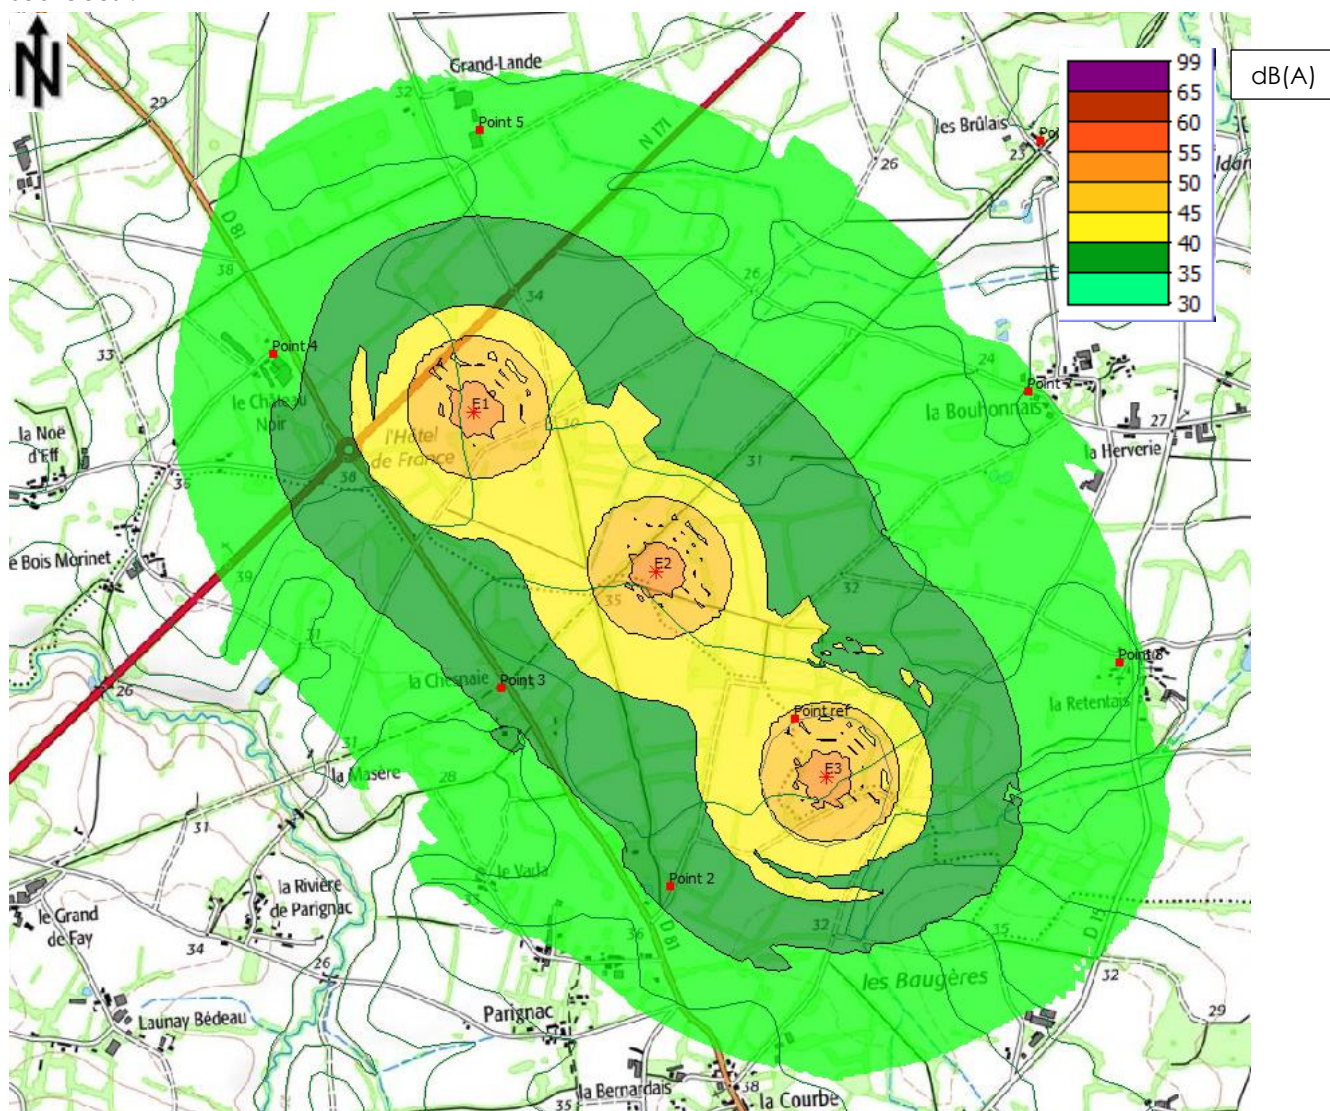 N
Grand-Lande
99
dB(A)
65
60
55
50
45
40
35
30
29
32
Point 5
N 171
26
les Brûlais
23
D 81
38
26
34
33
Point 4
le Château
Noir
E1
l'Hôtel
de France
la Noë
d'Eff
36
38
31
24
Point 7
la Bouhonnais
27
la Herverie
Bois Morinet
39
31
E2
35
32
26
la Chesnaie
Point 3
Point 8
la Retentais
Point ref
E3
la Masère
28
31
le Vada
33
Point 2
la Rivière
de Parignac
le Grand
de Fay
34
26
36
D 81
32
35
D 15
32
29
les Baugères
Launay Bédeau
Parignac
la Bernardais
35
38
la Courbe